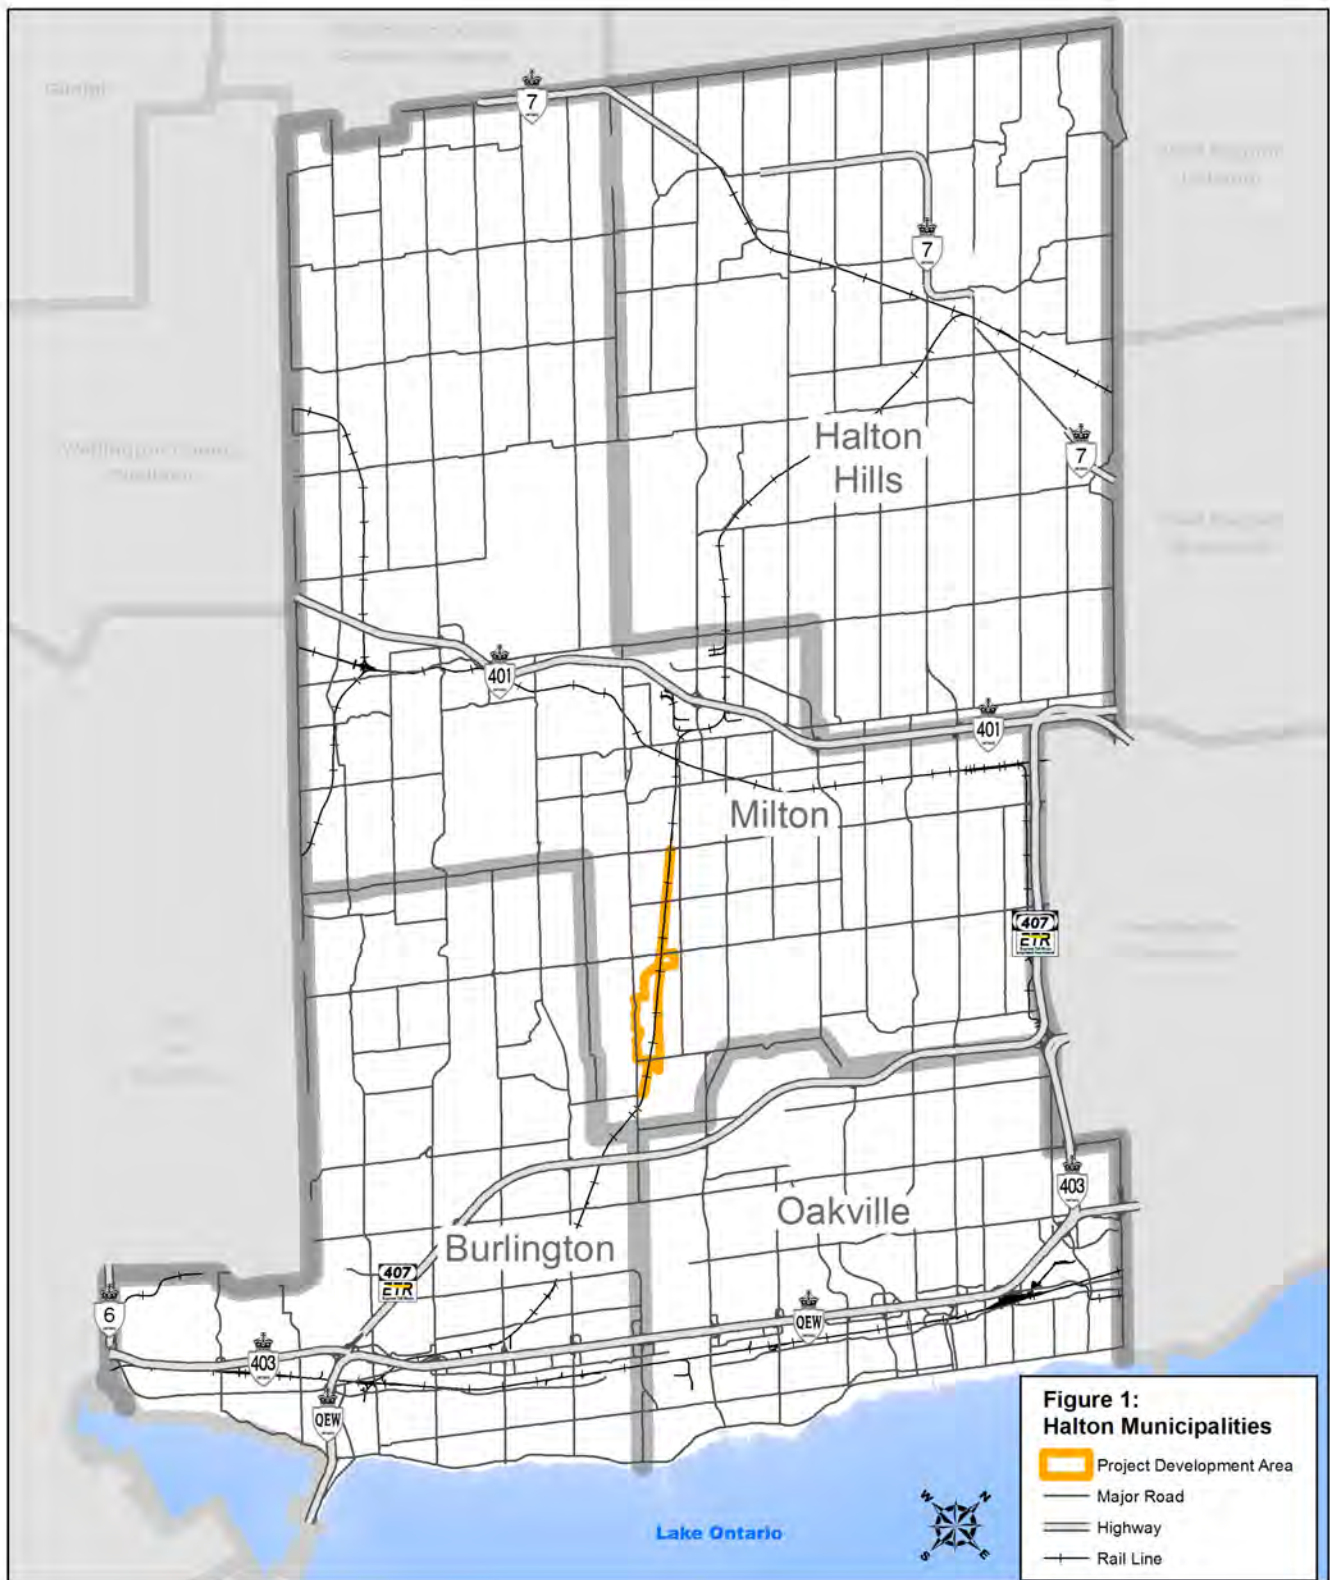 7
7
Halton
Hills
7
401
401
Milton
407
ETR
403
Oakville
Burlington
407
ETR
6
QEW
403
QEW
Lake Ontario
N
E
S
W
Figure 1:
Halton Municipalities
Project Development Area
Major Road
Highway
Rail Line